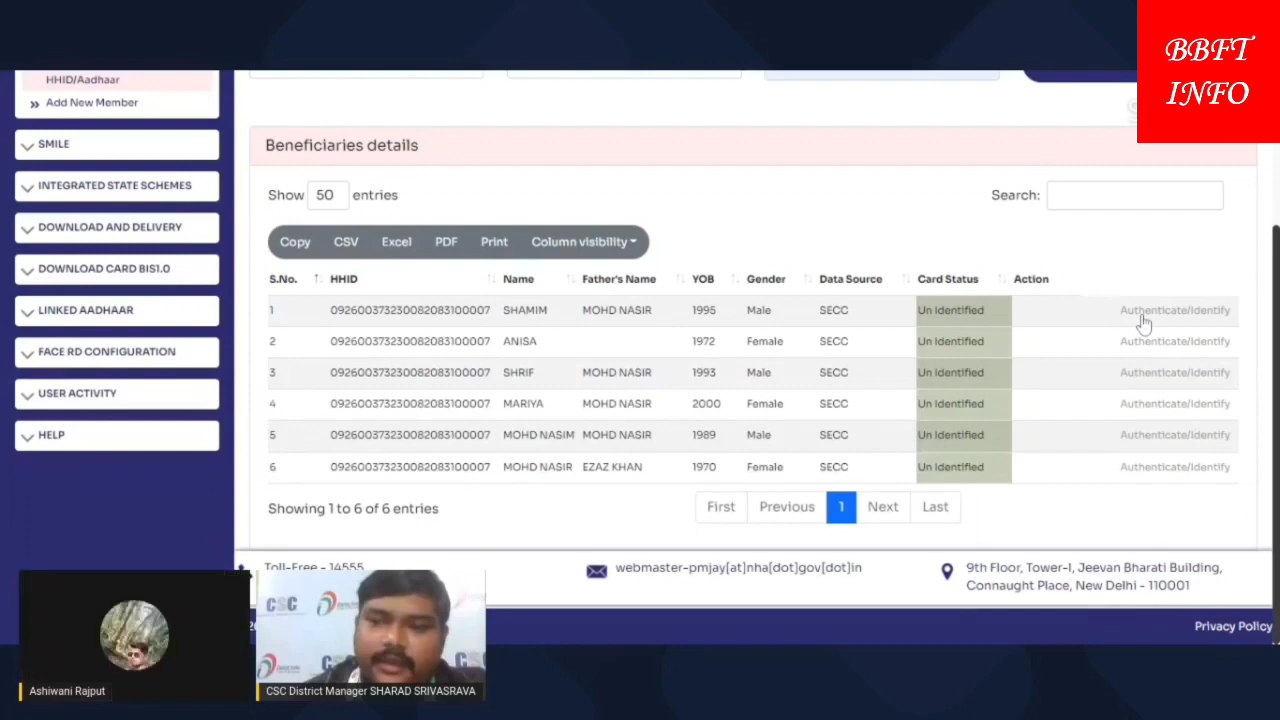 BBFT
INFO
HHID/Aadhaar
Add New Member
SMILE
INTEGRATED STATE SCHEMES
DOWNLOAD AND DELIVERY
DOWNLOAD CARD BIS1.0
LINKED AADHAAR
FACE RD CONFIGURATION
USER ACTIVITY
HELP
Beneficiaries details
Show 50 entries
Search:
Copy CSV Excel PDF Print Column visibility
S.No. HHID Name Father's Name YOB Gender Data Source Card Status Action
1 092600373230082083100007 SHAMIM MOHD NASIR 1995 Male SECC Un Identified Authenticate/Identify
2 092600373230082083100007 ANISA 1972 Female SECC Un Identified Authenticate/Identify
3 092600373230082083100007 SHRIF MOHD NASIR 1993 Male SECC Un Identified Authenticate/Identify
4 092600373230082083100007 MARIYA MOHD NASIR 2000 Female SECC Un Identified Authenticate/Identify
5 092600373230082083100007 MOHD NASIM MOHD NASIR 1989 Male SECC Un Identified Authenticate/Identify
6 092600373230082083100007 MOHD NASIR EZAZ KHAN 1970 Female SECC Un Identified Authenticate/Identify
Showing 1 to 6 of 6 entries
First Previous 1 Next Last
Toll-Free - 14555
webmaster-pmjay[at]nha[dot]gov[dot]in
9th Floor, Tower-I, Jeevan Bharati Building,
Connaught Place, New Delhi - 110001
Privacy Policy
CSC
Ashiwani Rajput
CSC District Manager SHARAD SRIVASRAVA